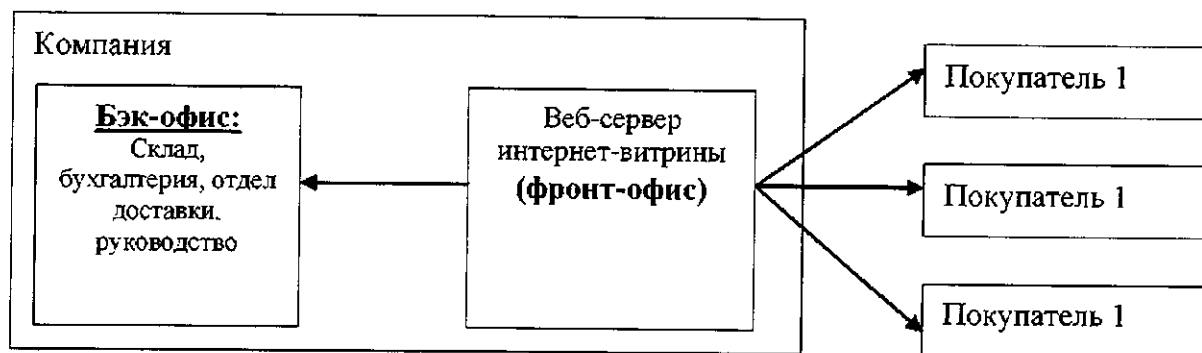 Компания
Бэк-офис:
Склад,
бухгалтерия, отдел
доставки.
руководство
Веб-сервер
интернет-витрины
(фронт-офис)
Покупатель 1
Покупатель 1
Покупатель 1